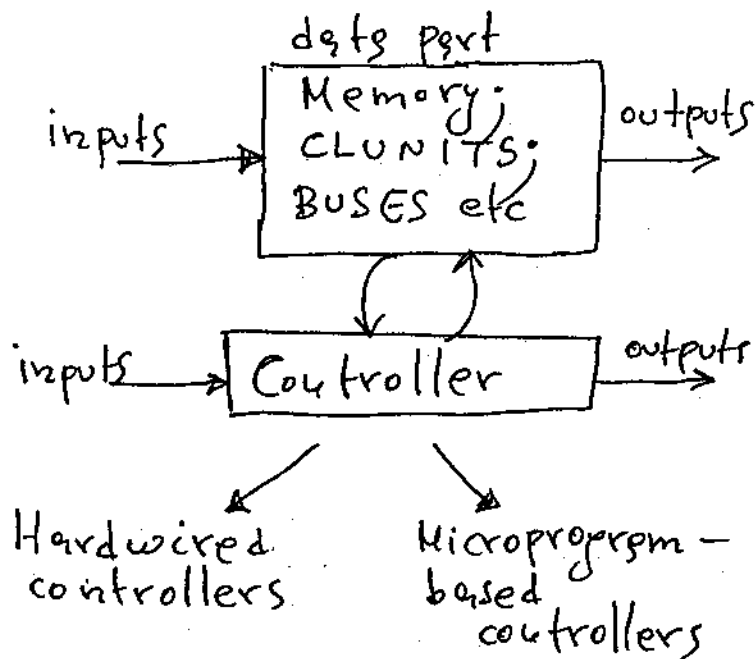 data part
Memory;
inputs
CLUNITS;
outputs
BUSES etc
inputs
Controller
outputs
Hardwired
controllers
Microprogram-
based
controllers